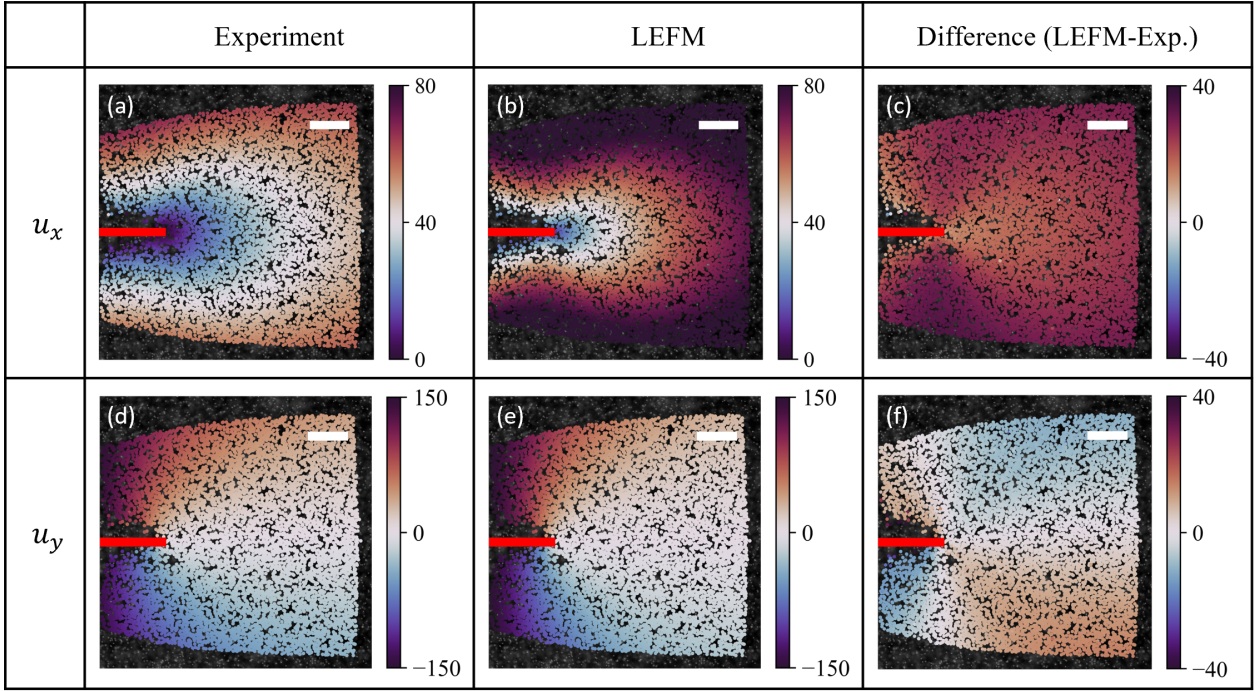 Experiment
LEFM
Difference (LEFM-Exp.)
u_x
(a)
80
40
0
(b)
80
40
0
(c)
40
0
−40
u_y
(d)
150
0
−150
(e)
150
0
−150
(f)
40
0
−40